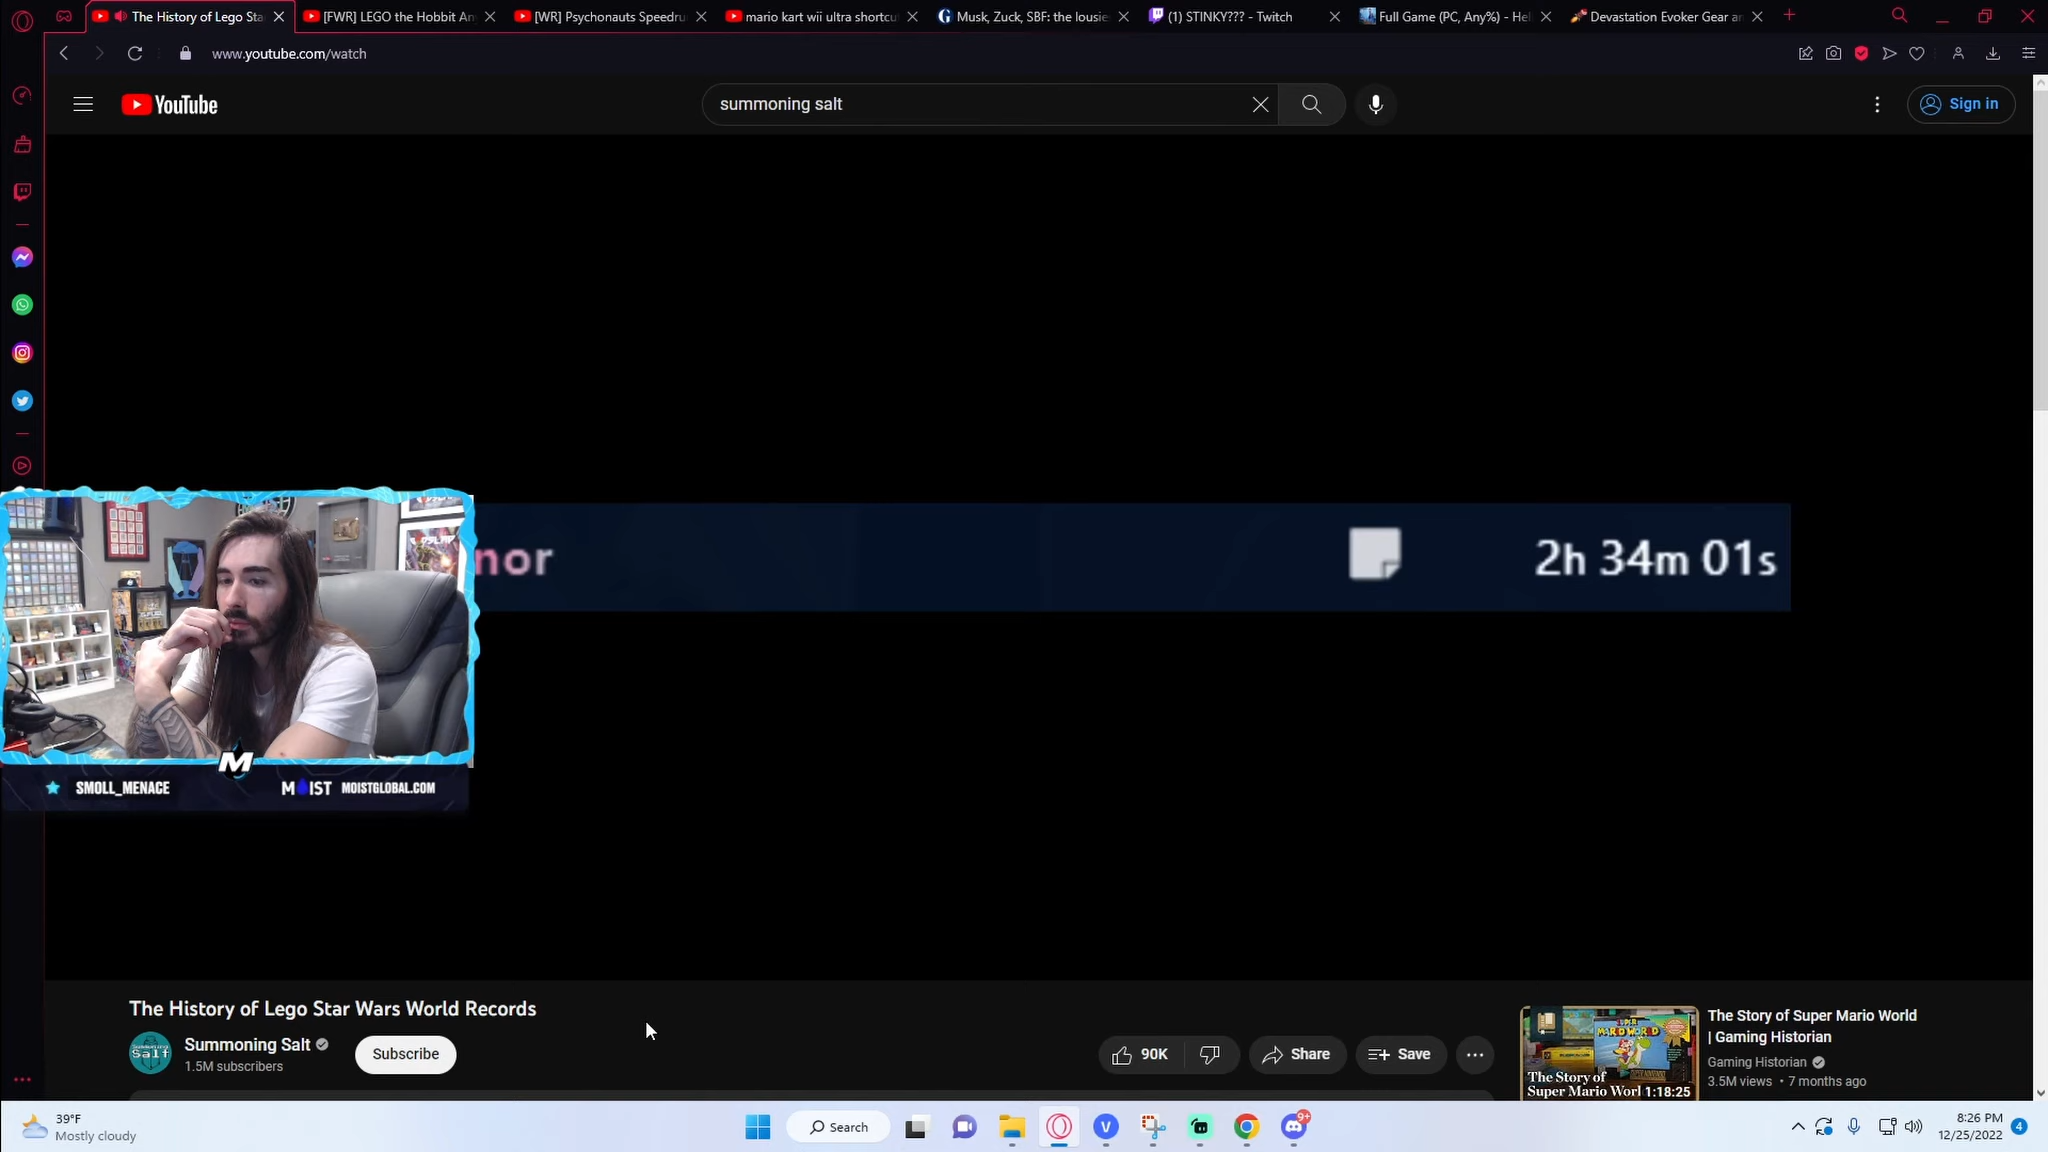 The History of Lego Sta
[FWR] LEGO the Hobbit An
[WR] Psychonauts Speedru
mario kart wii ultra shortcu
Musk, Zuck, SBF: the lousie
(1) STINKY??? - Twitch
Full Game (PC, Any%) - Hel
Devastation Evoker Gear an
www.youtube.com/watch
YouTube
summoning salt
Sign in
nor
2h 34m 01s
SMOLL_MENACE
MOIST
MOISTGLOBAL.COM
The History of Lego Star Wars World Records
Summoning Salt
1.5M subscribers
Subscribe
90K
Share
Save
The Story of
Super Mario Worl
1:18:25
The Story of Super Mario World
| Gaming Historian
Gaming Historian
3.5M views • 7 months ago
39°F
Mostly cloudy
Search
9+
8:26 PM
12/25/2022
4